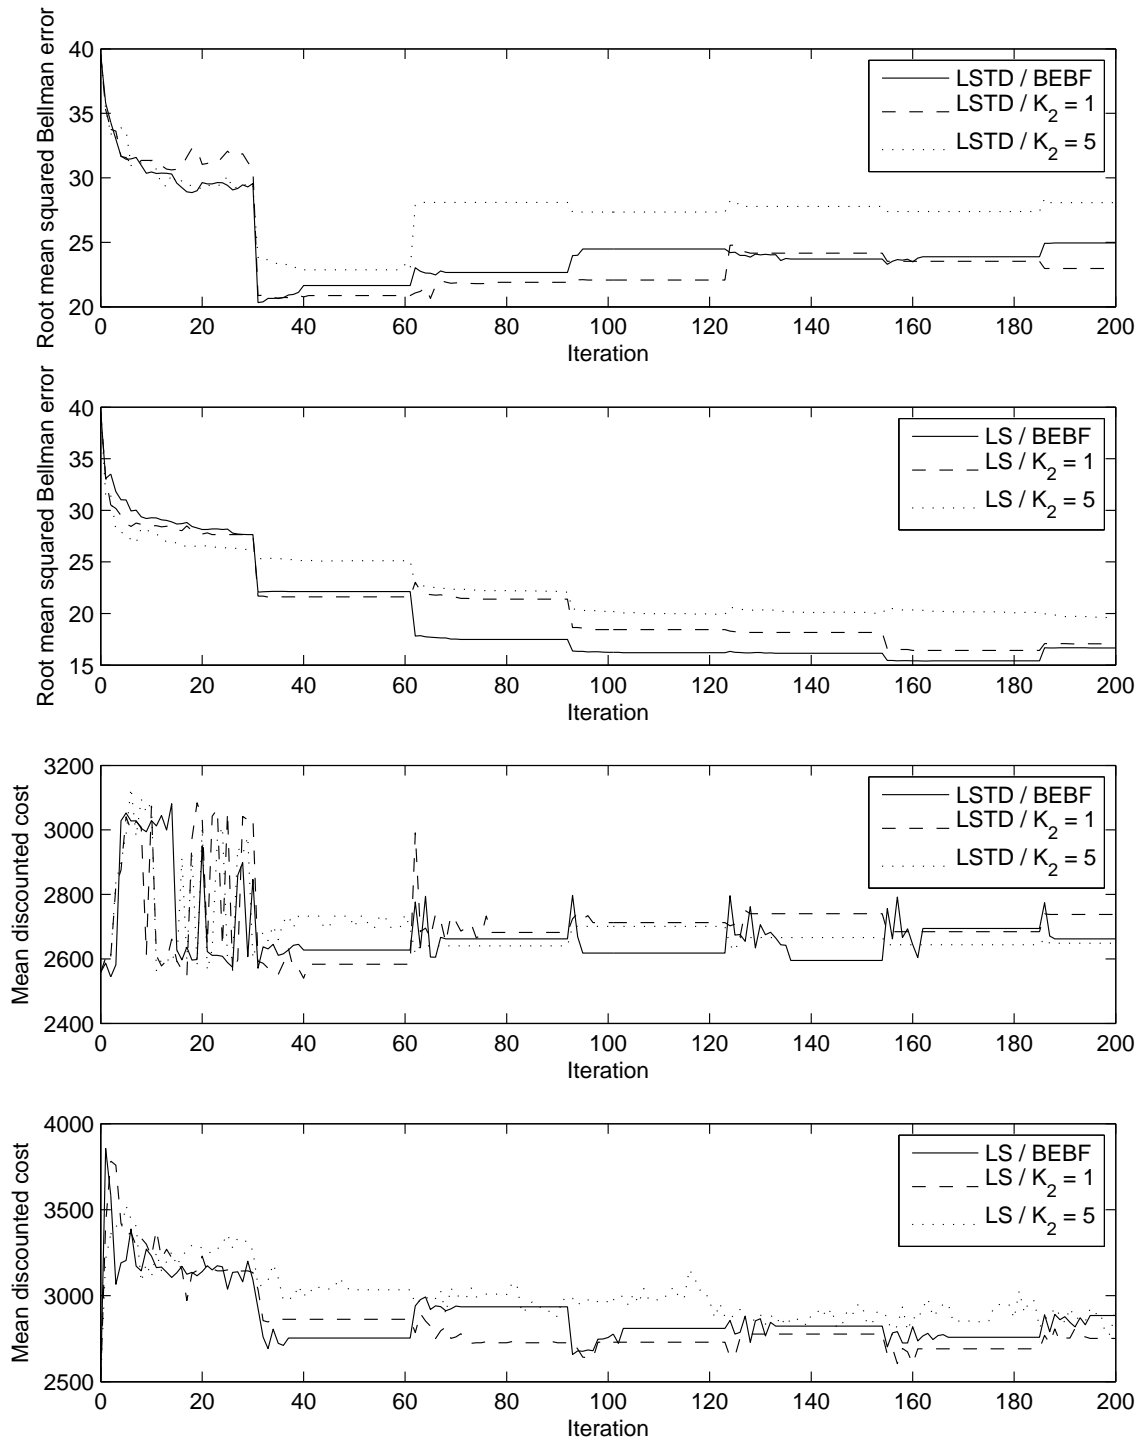 Root mean squared Bellman error
40
35
30
25
20
0 20 40 60 80 100 120 140 160 180 200
Iteration
LSTD / BEBF
LSTD / K2 = 1
LSTD / K2 = 5
Root mean squared Bellman error
40
35
30
25
20
15
0 20 40 60 80 100 120 140 160 180 200
Iteration
LS / BEBF
LS / K2 = 1
LS / K2 = 5
Mean discounted cost
3200
3000
2800
2600
2400
0 20 40 60 80 100 120 140 160 180 200
Iteration
LSTD / BEBF
LSTD / K2 = 1
LSTD / K2 = 5
Mean discounted cost
4000
3500
3000
2500
0 20 40 60 80 100 120 140 160 180 200
Iteration
LS / BEBF
LS / K2 = 1
LS / K2 = 5